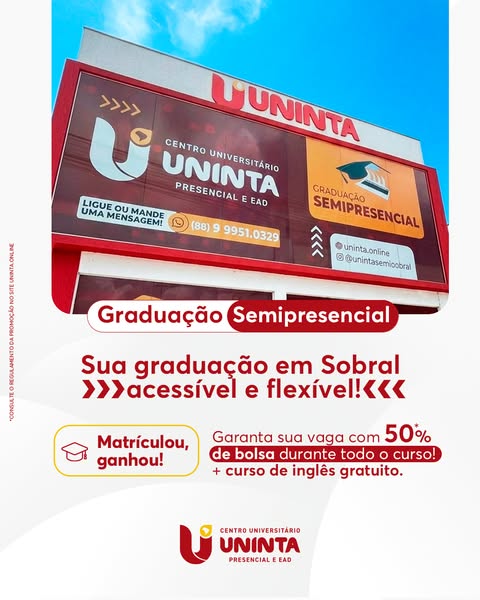 UNINTA
CENTRO UNIVERSITÁRIO
UNINTA
PRESENCIAL E EAD
LIGUE OU MANDE
UMA MENSAGEM!
(88) 9 9951.0329
GRADUAÇÃO
SEMIPRESENCIAL
uninta.online
@unintasemisobral
*CONSULTE O REGULAMENTO DA PROMOÇÃO NO SITE UNINTA.ONLINE
Graduação Semipresencial
Sua graduação em Sobral
acessível e flexível!
Matrículou,
ganhou!
Garanta sua vaga com 50%*
de bolsa durante todo o curso!
+ curso de inglês gratuito.
CENTRO UNIVERSITÁRIO
UNINTA
PRESENCIAL E EAD